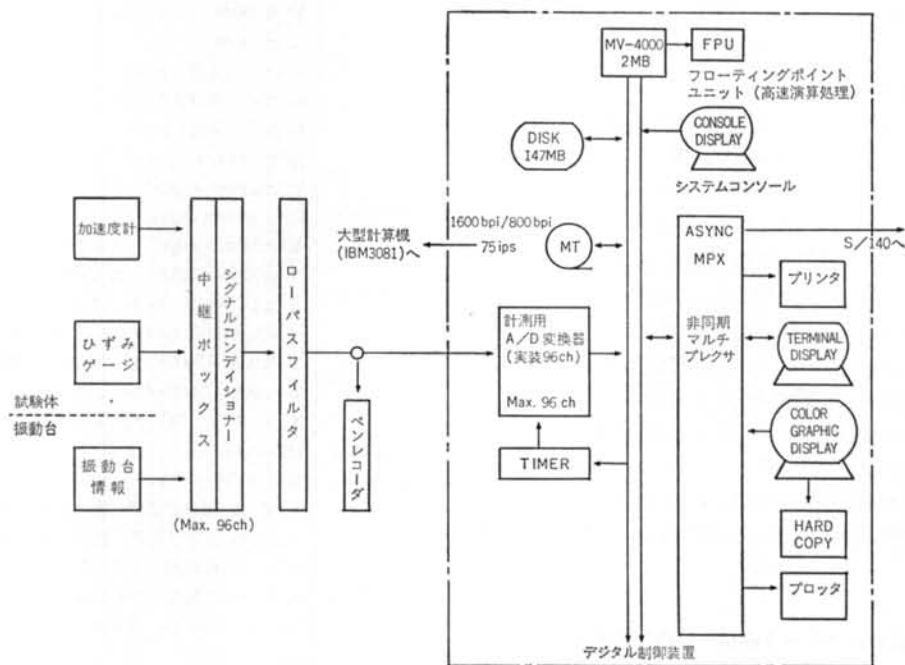 MV-4000
2MB
FPU
フローティングポイント
ユニット(高速演算処理)
DISK
147MB
CONSOLE
DISPLAY
システムコンソール
加速度計
ひずみ
ゲージ
試験体
振動台
振動台
情報
中継ボックス
シグナルコンディショナー
(Max. 96ch)
ローパスフィルタ
ペンレコーダ
大型計算機
(IBM3081)へ
1600bpi/800bpi
75ips
MT
計測用
A/D変換器
(実装96ch)
Max. 96 ch
TIMER
ASYNC
MPX
非同期
マルチ
プレクサ
S/140へ
プリンタ
TERMINAL
DISPLAY
COLOR
GRAPHIC
DISPLAY
HARD
COPY
プロッタ
デジタル制御装置